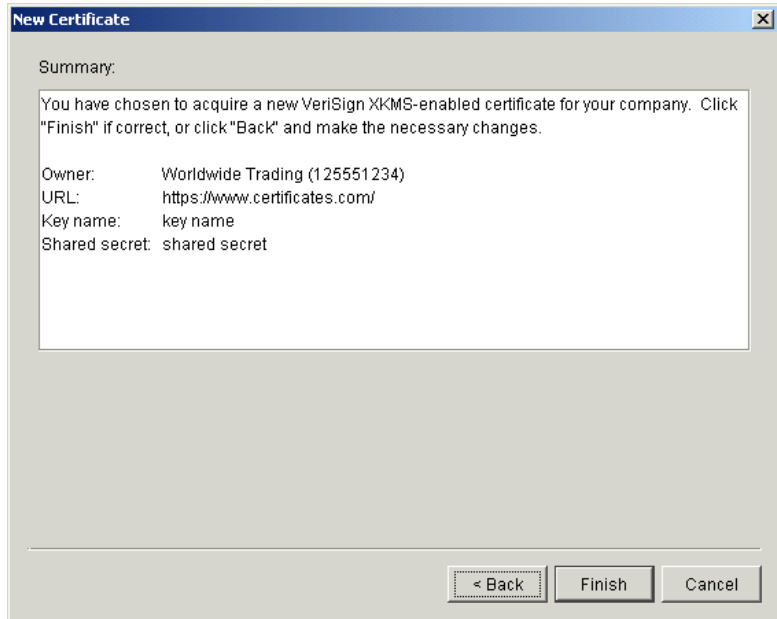 New Certificate
Summary:
You have chosen to acquire a new VeriSign XKMS-enabled certificate for your company.  Click
"Finish" if correct, or click "Back" and make the necessary changes.
Owner: Worldwide Trading (125551234)
URL: https://www.certificates.com/
Key name: key name
Shared secret: shared secret
< Back Finish Cancel